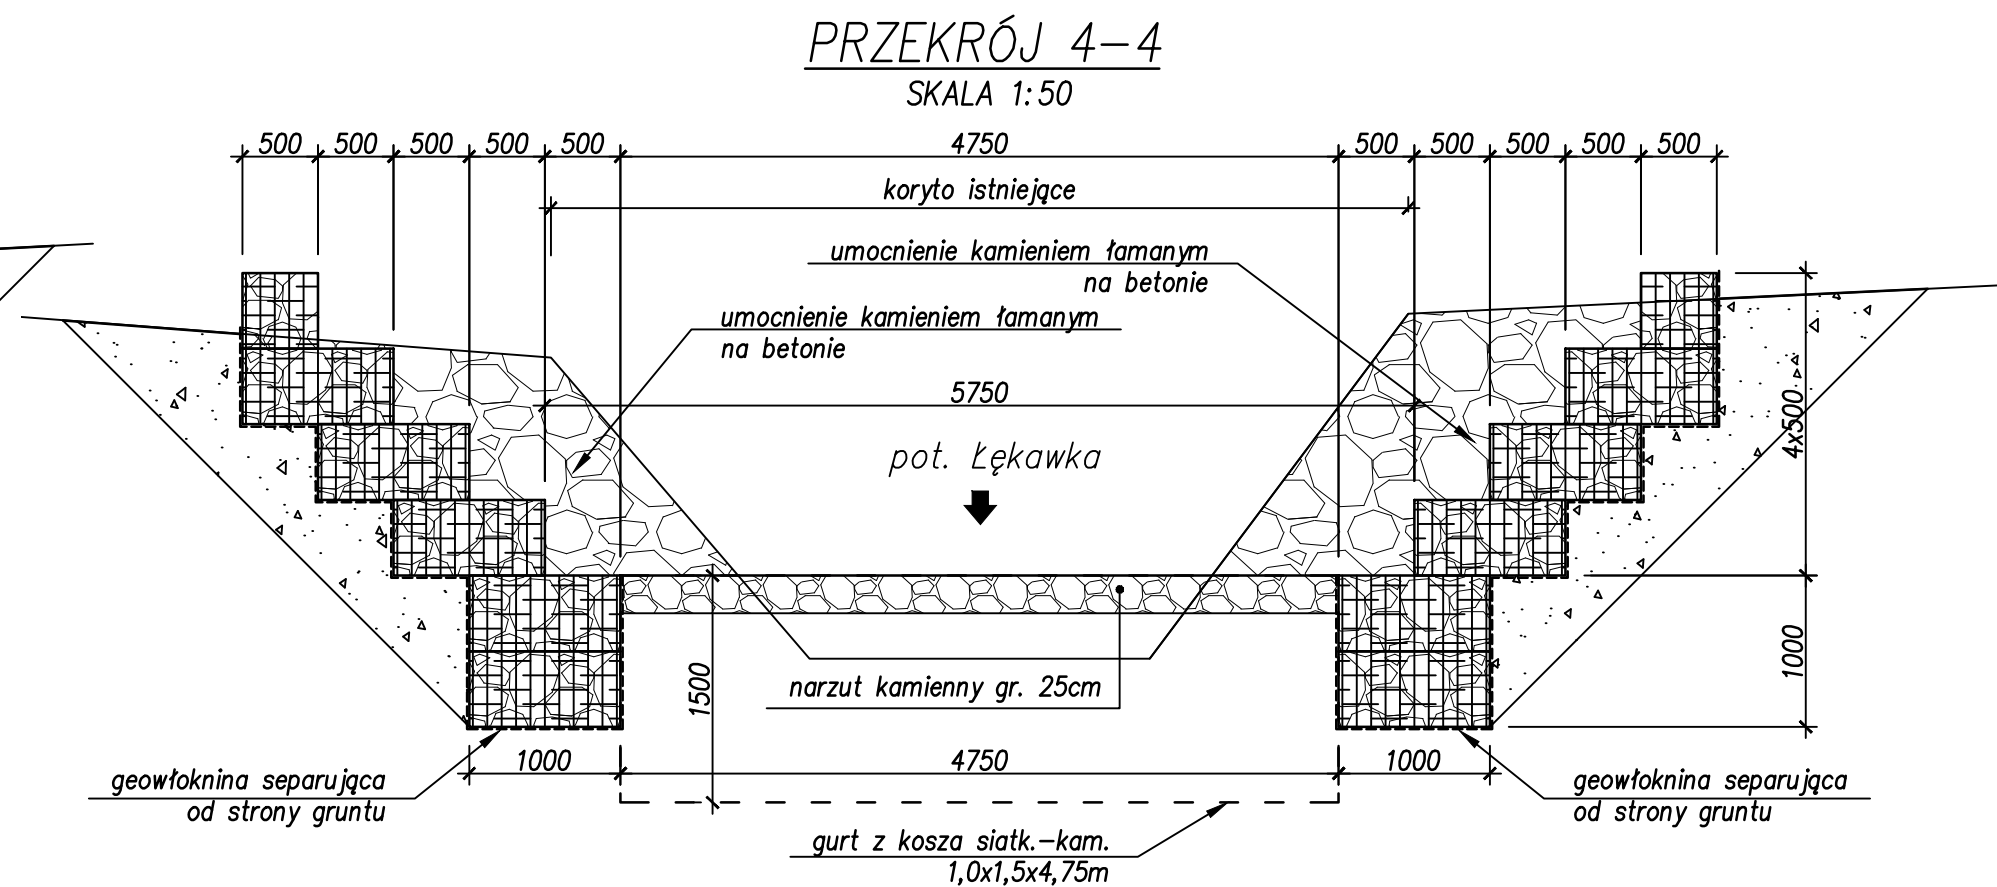 PRZEKRÓJ 4-4
SKALA 1:50
500 500 500 500 500 4750 500 500 500 500 500
koryto istniejące
umocnienie kamieniem łamanym
na betonie
umocnienie kamieniem łamanym
na betonie
5750
4x500
pot. Łękawka
1000
1500
narzut kamienny gr. 25cm
1000 4750 1000
geowłoknina separująca
od strony gruntu
geowłoknina separująca
od strony gruntu
gurt z kosza siatk.-kam.
1,0x1,5x4,75m